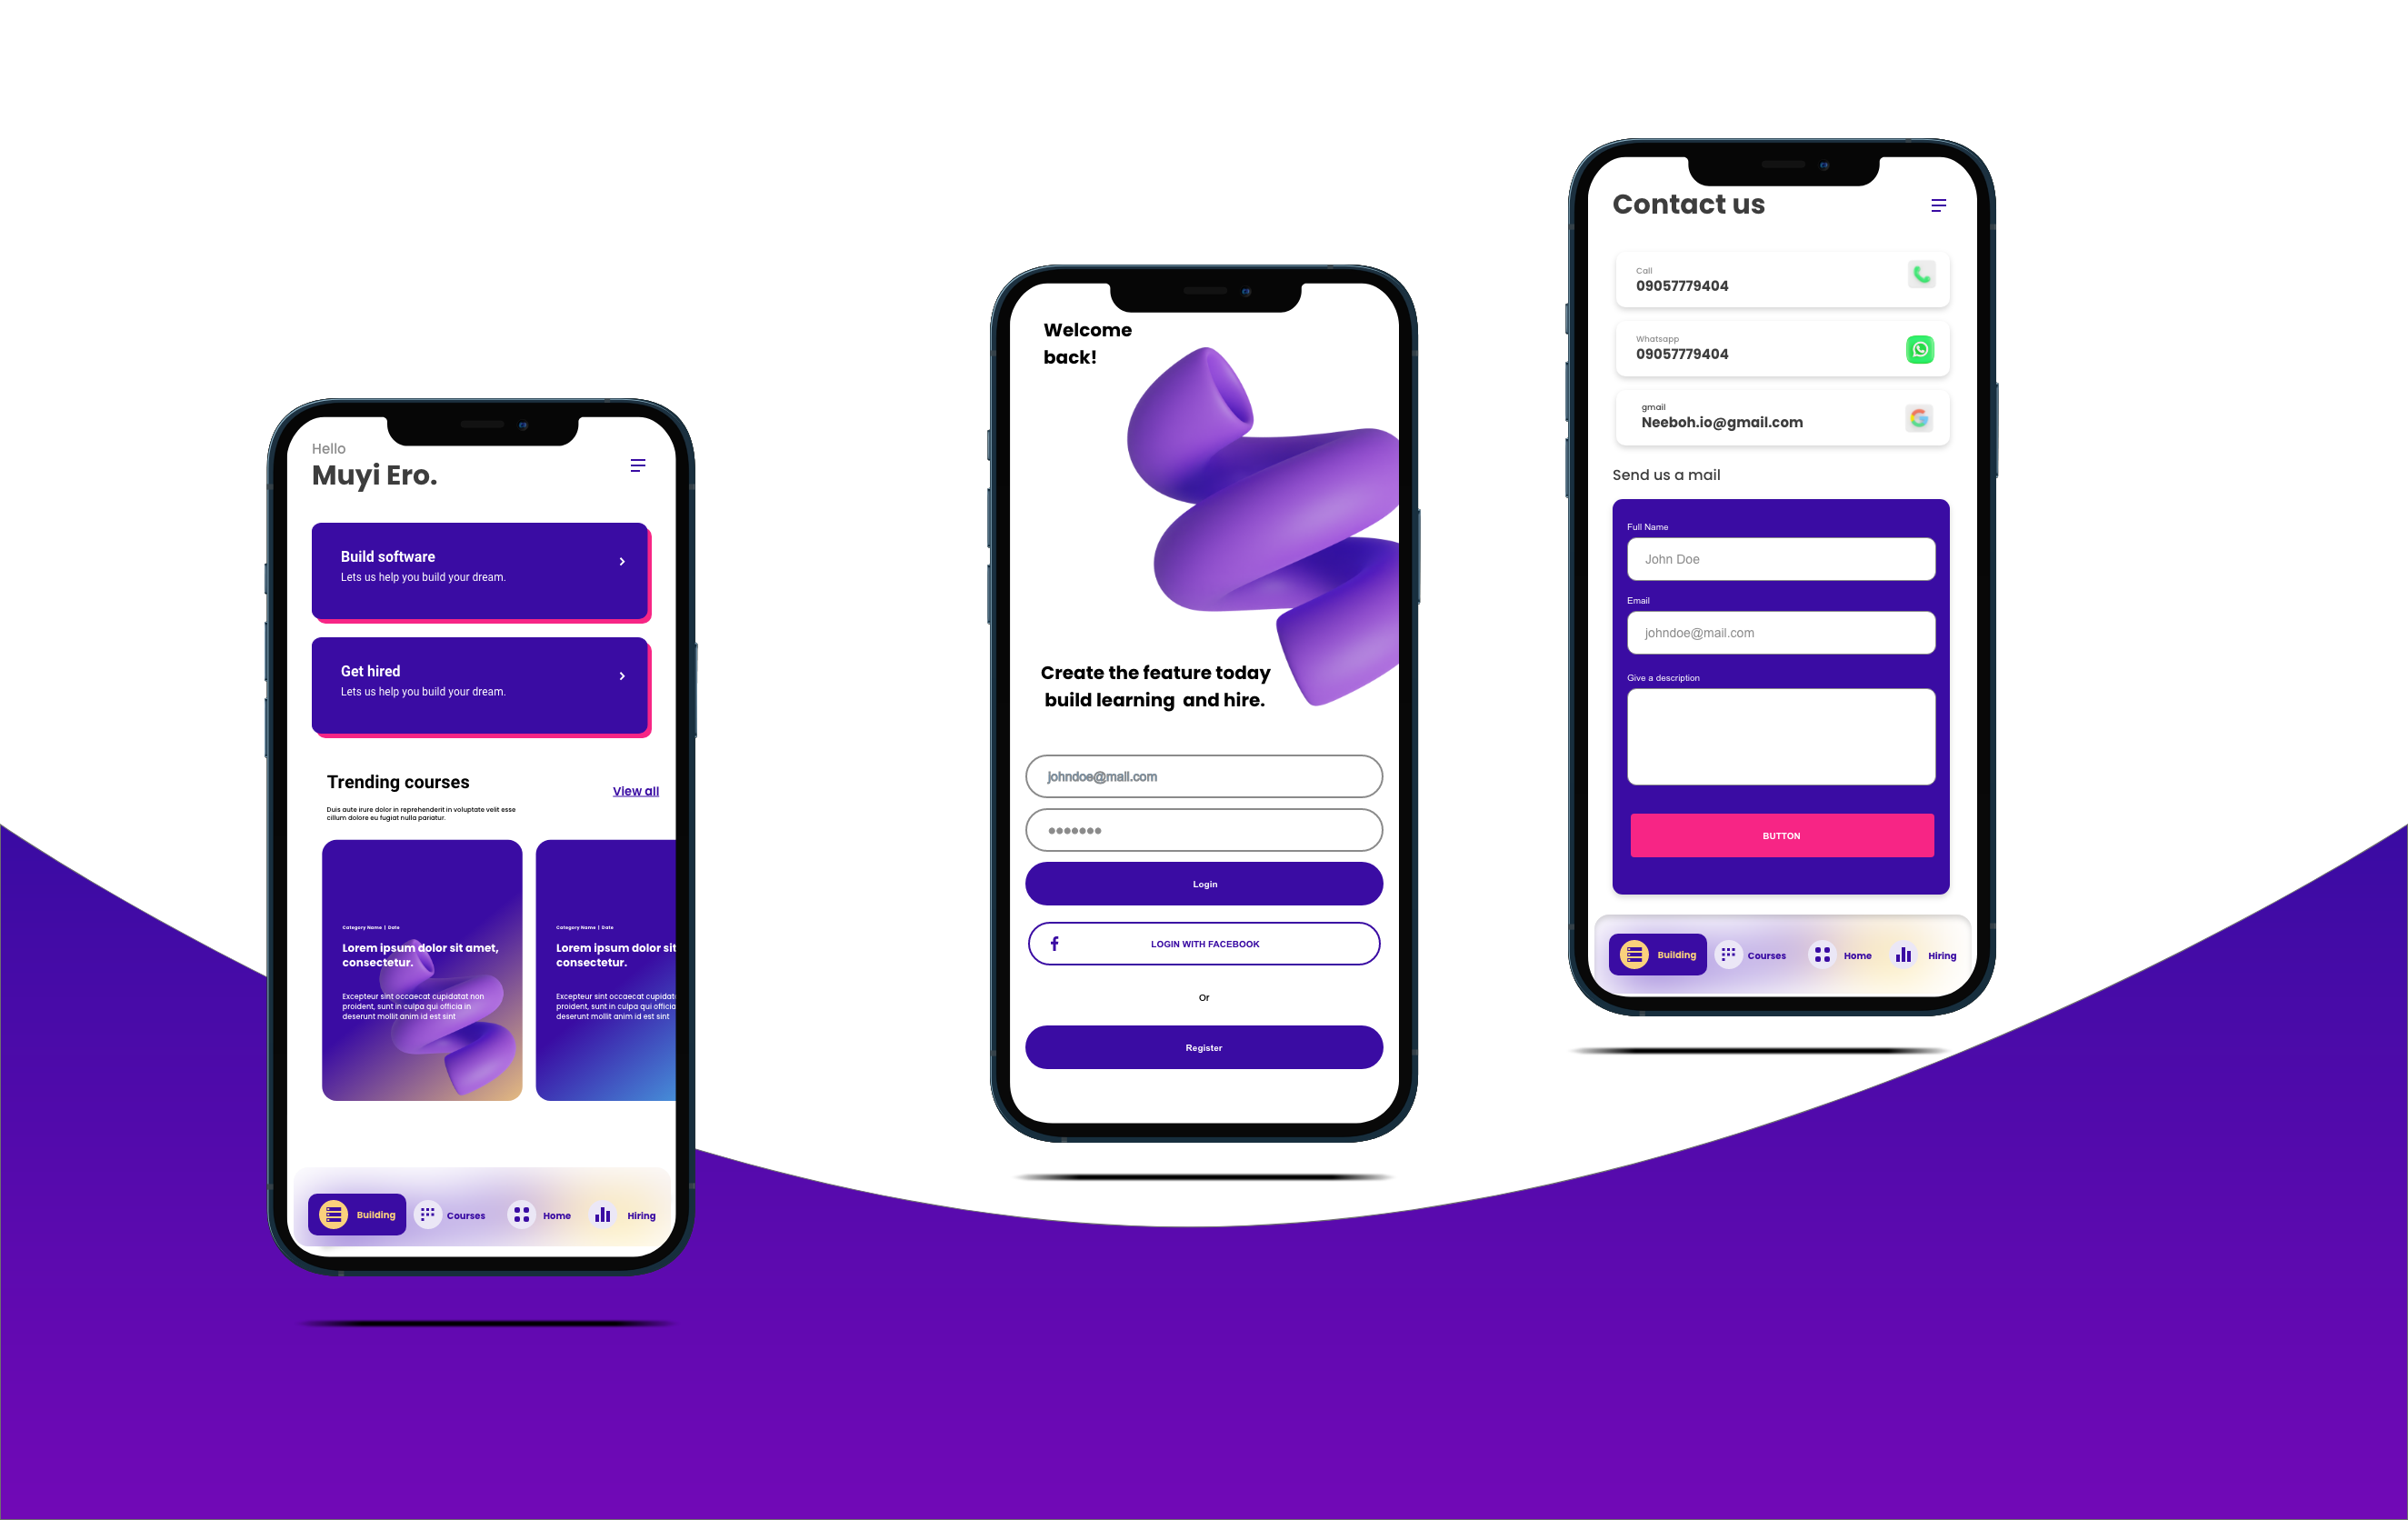 Hello
Muyi Ero.
Build software
Lets us help you build your dream.
Get hired
Lets us help you build your dream.
Trending courses
View all
Duis aute irure dolor in reprehenderit in voluptate velit esse
cillum dolore eu fugiat nulla pariatur.
Category Name | Date
Lorem ipsum dolor sit amet,
consectetur.
Excepteur sint occaecat cupidatat non
proident, sunt in culpa qui officia in
deserunt mollit anim id est sint
Category Name | Date
Lorem ipsum dolor sit
consectetur.
Excepteur sint occaecat cupidat
proident, sunt in culpa qui officia
deserunt mollit anim id est sint
Building
Courses
Home
Hiring
Welcome
back!
Create the feature today
build learning and hire.
johndoe@mail.com
Login
LOGIN WITH FACEBOOK
Or
Register
Contact us
Call
09057779404
Whatsapp
09057779404
gmail
Neeboh.io@gmail.com
Send us a mail
Full Name
John Doe
Email
johndoe@mail.com
Give a description
BUTTON
Building
Courses
Home
Hiring